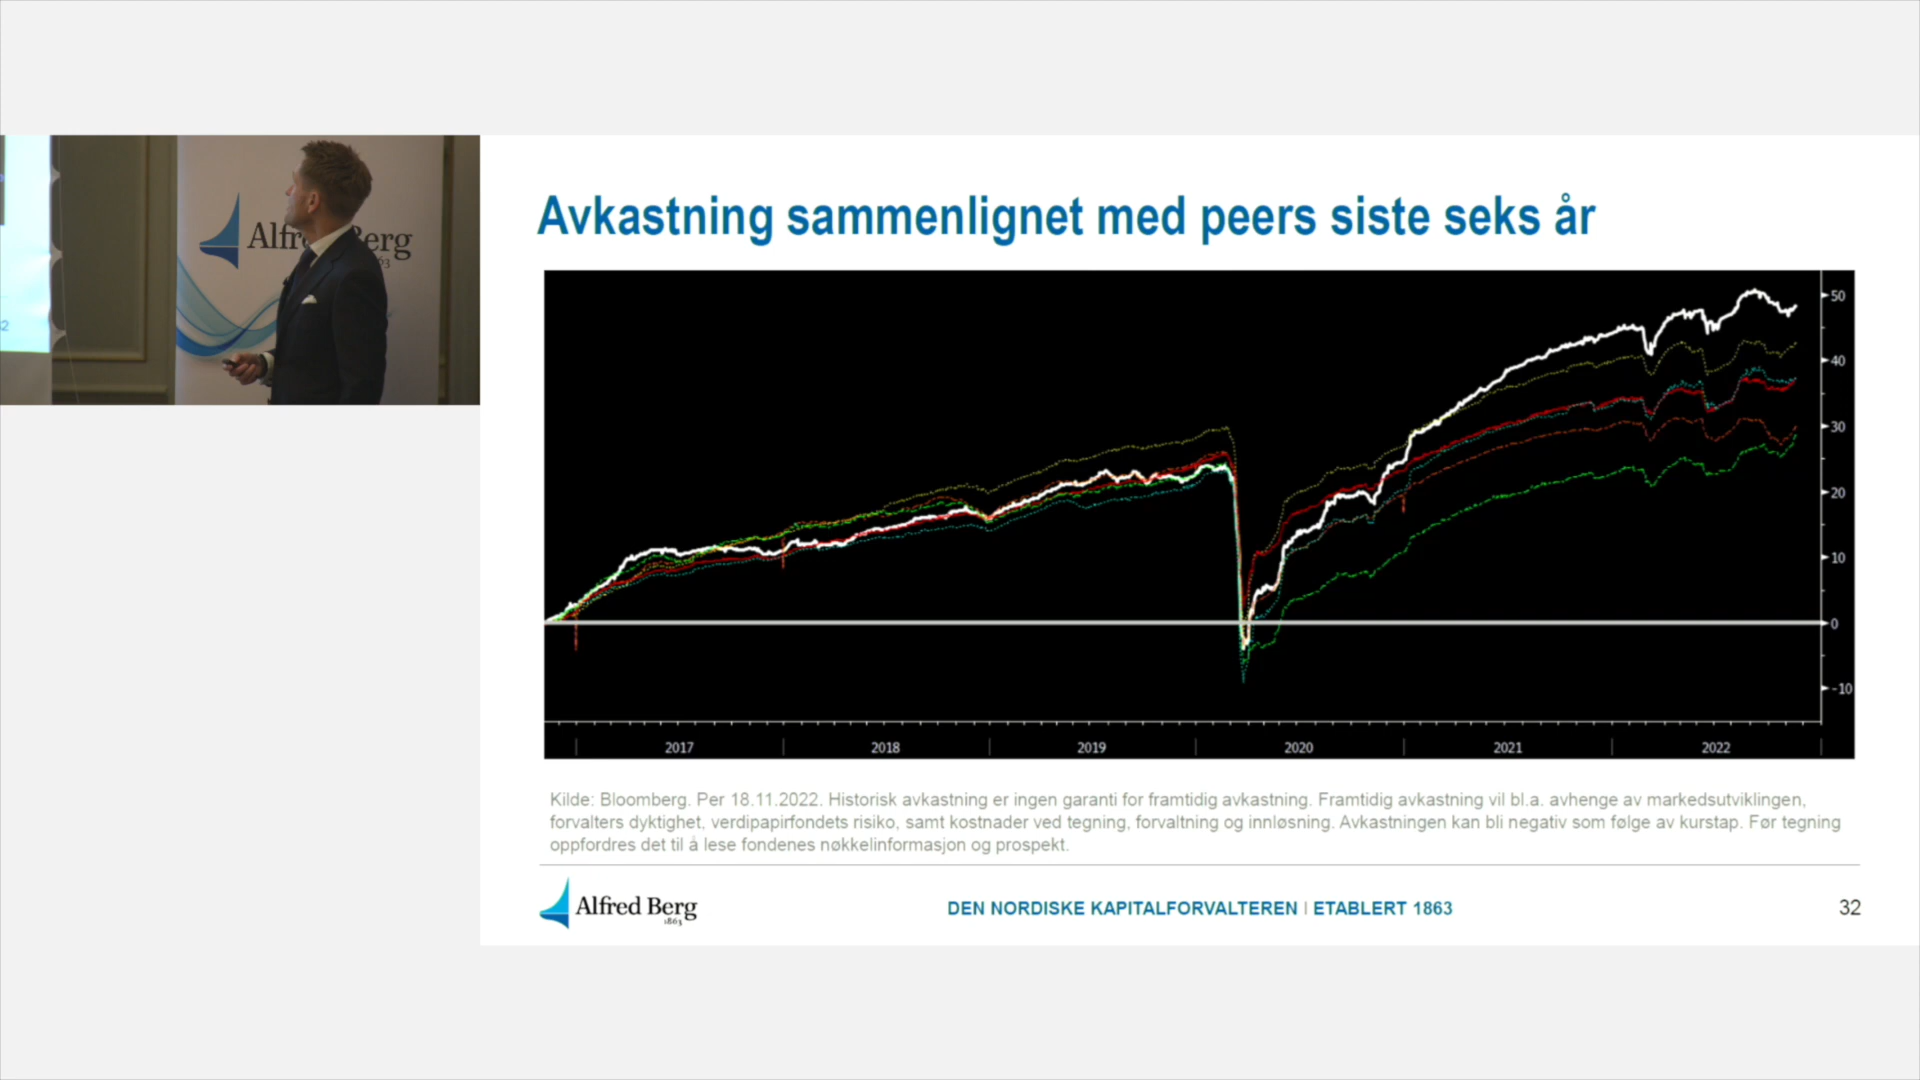 Alfr Berg
63
2
Avkastning sammenlignet med peers siste seks år
50
40
30
20
10
0
-10
2017 2018 2019 2020 2021 2022
Kilde: Bloomberg. Per 18.11.2022. Historisk avkastning er ingen garanti for framtidig avkastning. Framtidig avkastning vil bl.a. avhenge av markedsutviklingen,
forvalters dyktighet, verdipapirfondets risiko, samt kostnader ved tegning, forvaltning og innløsning. Avkastningen kan bli negativ som følge av kurstap. Før tegning
oppfordres det til å lese fondenes nøkkelinformasjon og prospekt.
Alfred Berg
1863
DEN NORDISKE KAPITALFORVALTEREN | ETABLERT 1863
32